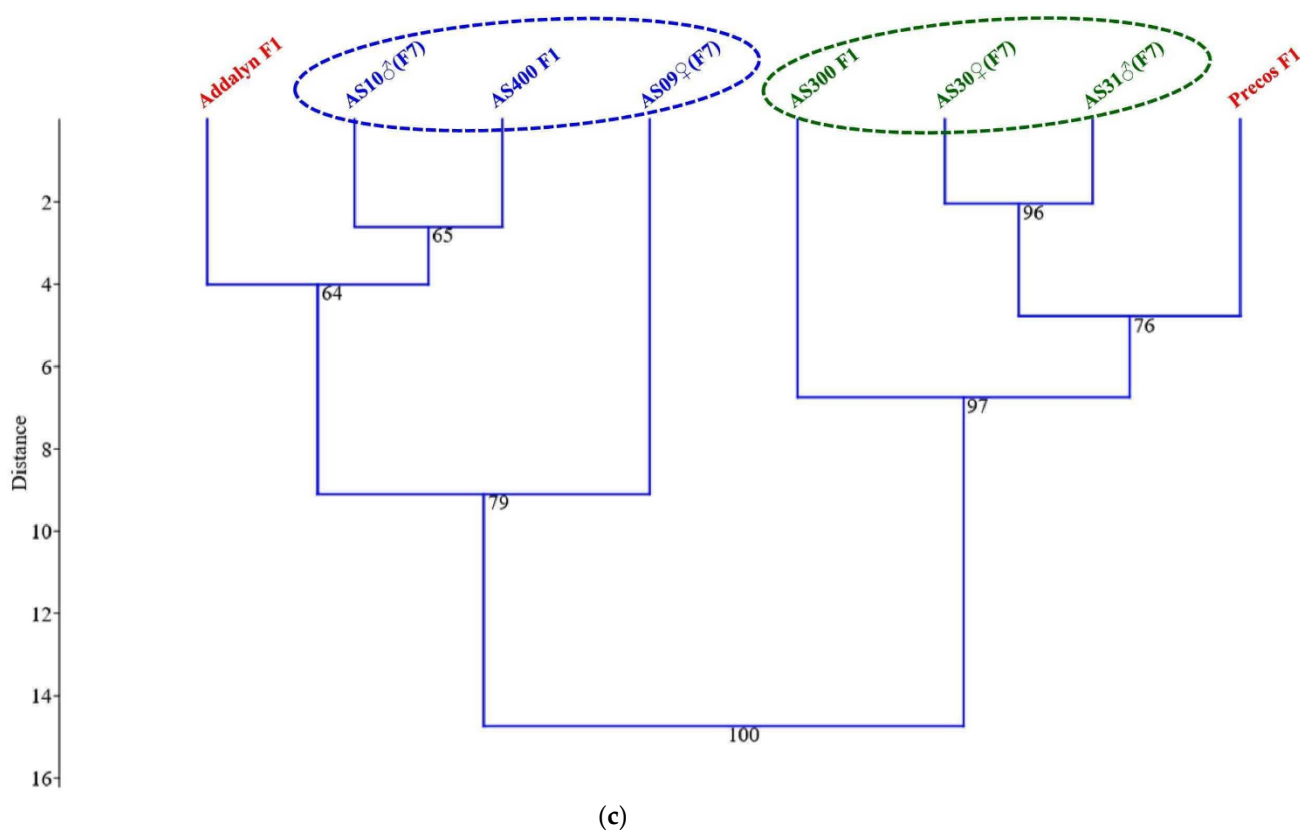 Addalyn F1
AS10♂(F7)
AS400 F1
AS09♀(F7)
AS300 F1
AS30♀(F7)
AS31♂(F7)
Precos F1
Distance
2
4
6
8
10
12
14
16
65
64
79
96
76
97
100
(c)